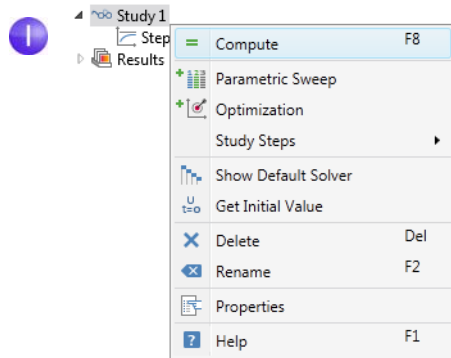 I
Study 1
Step
Results
= Compute F8
Parametric Sweep
Optimization
Study Steps
Show Default Solver
U t=0 Get Initial Value
Delete Del
Rename F2
Properties
? Help F1